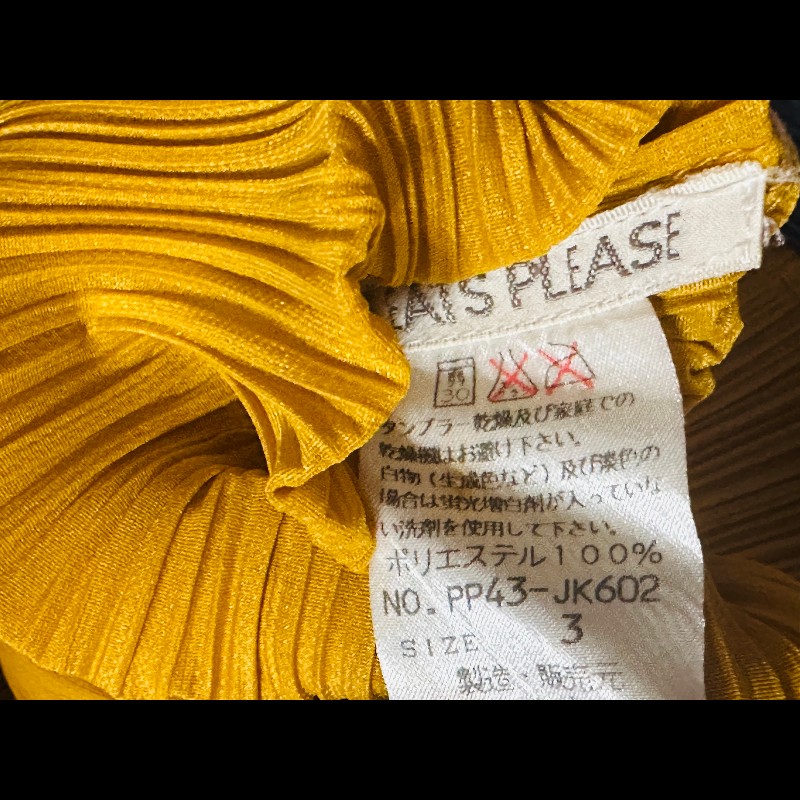 EATS PLEASE
弱
30
タンブラー乾燥及び家庭での
乾燥機はお避け下さい。
白物（生成色など）及び淡色の
場合は蛍光増白剤が入っていな
い洗剤を使用して下さい。
ポリエステル100%
NO. PP43-JK602
SIZE 3
製造・販売元